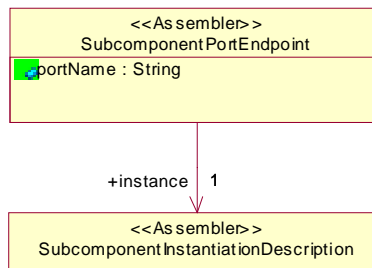 <<Assembler>>
SubcomponentPortEndpoint
portName : String
+instance 1
<<Assembler>>
SubcomponentInstantiationDescription